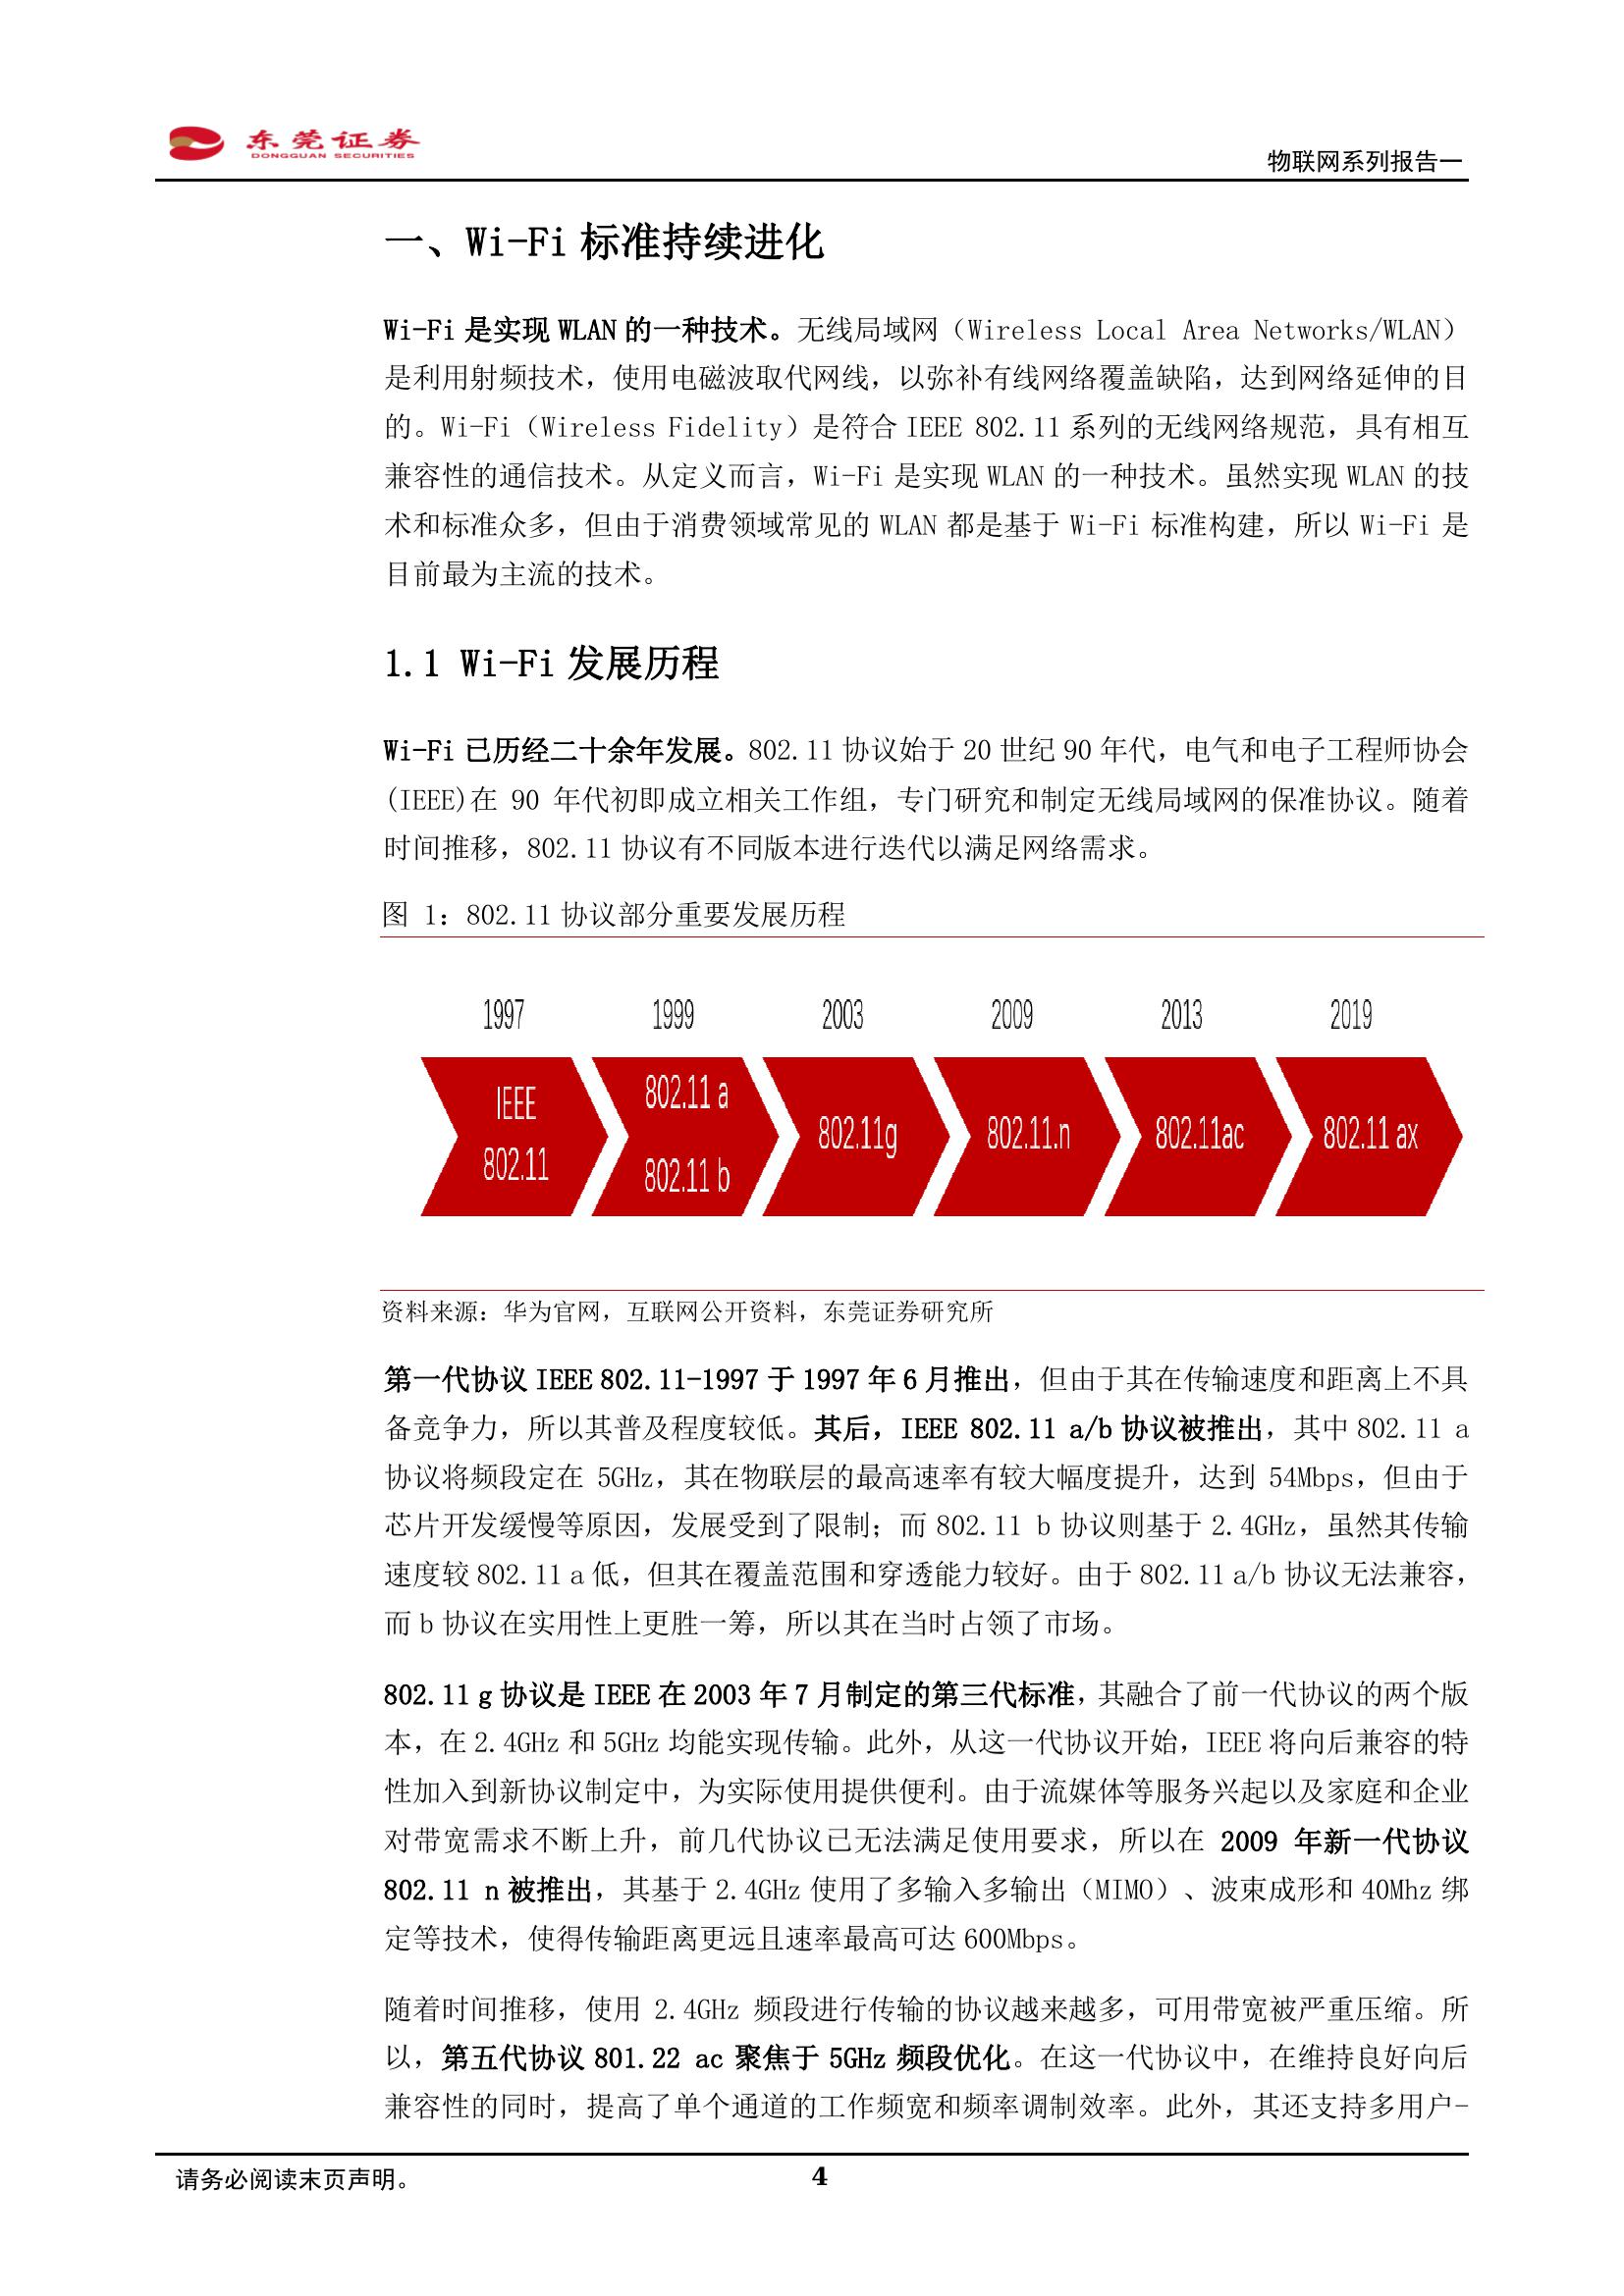 东莞证券
DONGGUAN SECURITIES
物联网系列报告一
一、Wi-Fi 标准持续进化
Wi-Fi 是实现 WLAN 的一种技术。无线局域网（Wireless Local Area Networks/WLAN）
是利用射频技术，使用电磁波取代网线，以弥补有线网络覆盖缺陷，达到网络延伸的目
的。Wi-Fi（Wireless Fidelity）是符合 IEEE 802.11 系列的无线网络规范，具有相互
兼容性的通信技术。从定义而言，Wi-Fi 是实现 WLAN 的一种技术。虽然实现 WLAN 的技
术和标准众多，但由于消费领域常见的 WLAN 都是基于 Wi-Fi 标准构建，所以 Wi-Fi 是
目前最为主流的技术。
1.1 Wi-Fi 发展历程
Wi-Fi 已历经二十余年发展。802.11 协议始于 20 世纪 90 年代，电气和电子工程师协会
(IEEE)在 90 年代初即成立相关工作组，专门研究和制定无线局域网的保准协议。随着
时间推移，802.11 协议有不同版本进行迭代以满足网络需求。
图 1：802.11 协议部分重要发展历程
1997 1999 2003 2009 2013 2019
IEEE
802.11
802.11 a
802.11 b
802.11g
802.11.n
802.11ac
802.11 ax
资料来源：华为官网，互联网公开资料，东莞证券研究所
第一代协议 IEEE 802.11-1997 于 1997 年 6 月推出，但由于其在传输速度和距离上不具
备竞争力，所以其普及程度较低。其后，IEEE 802.11 a/b 协议被推出，其中 802.11 a
协议将频段定在 5GHz，其在物联层的最高速率有较大幅度提升，达到 54Mbps，但由于
芯片开发缓慢等原因，发展受到了限制；而 802.11 b 协议则基于 2.4GHz，虽然其传输
速度较 802.11 a 低，但其在覆盖范围和穿透能力较好。由于 802.11 a/b 协议无法兼容，
而 b 协议在实用性上更胜一筹，所以其在当时占领了市场。
802.11 g 协议是 IEEE 在 2003 年 7 月制定的第三代标准，其融合了前一代协议的两个版
本，在 2.4GHz 和 5GHz 均能实现传输。此外，从这一代协议开始，IEEE 将向后兼容的特
性加入到新协议制定中，为实际使用提供便利。由于流媒体等服务兴起以及家庭和企业
对带宽需求不断上升，前几代协议已无法满足使用要求，所以在 2009 年新一代协议
802.11 n 被推出，其基于 2.4GHz 使用了多输入多输出（MIMO）、波束成形和 40Mhz 绑
定等技术，使得传输距离更远且速率最高可达 600Mbps。
随着时间推移，使用 2.4GHz 频段进行传输的协议越来越多，可用带宽被严重压缩。所
以，第五代协议 801.22 ac 聚焦于 5GHz 频段优化。在这一代协议中，在维持良好向后
兼容性的同时，提高了单个通道的工作频宽和频率调制效率。此外，其还支持多用户-
请务必阅读末页声明。
4